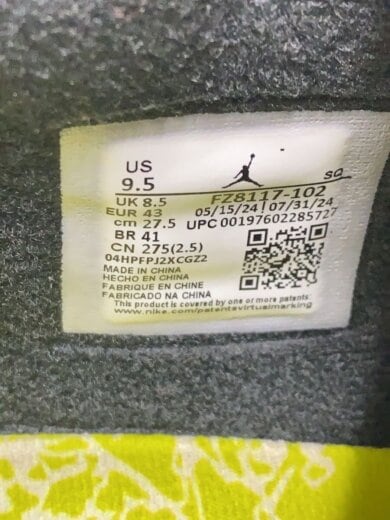 US
9.5
SQ
UK 8.5
FZ8117-102
EUR 43
05/15/24 | 07/31/24
cm 27.5
UPC 00197602285727
BR 41
CN 275(2.5)
04HPFPJ2XCGZ2
MADE IN CHINA
HECHO EN CHINA
FABRIQUE EN CHINE
FABRICADO NA CHINA
This product is covered by one or more patents:
www.nike.com/patentsvirtualmarking